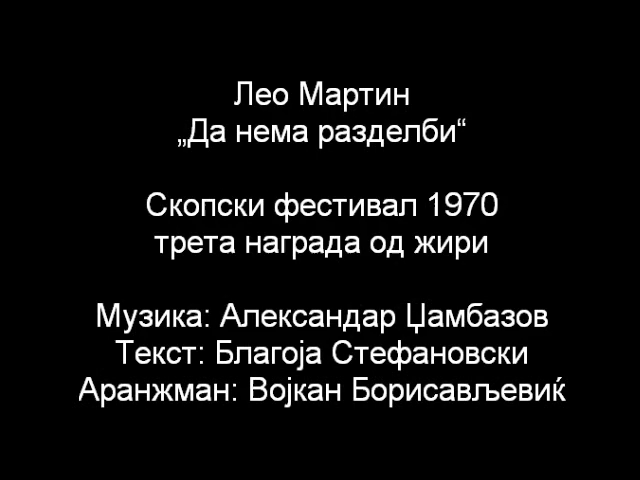 Лео Мартин
„Да нема разделби“
Скопски фестивал 1970
трета награда од жири
Музика: Александар Џамбазов
Текст: Благоја Стефановски
Аранжман: Војкан Борисављевиќ